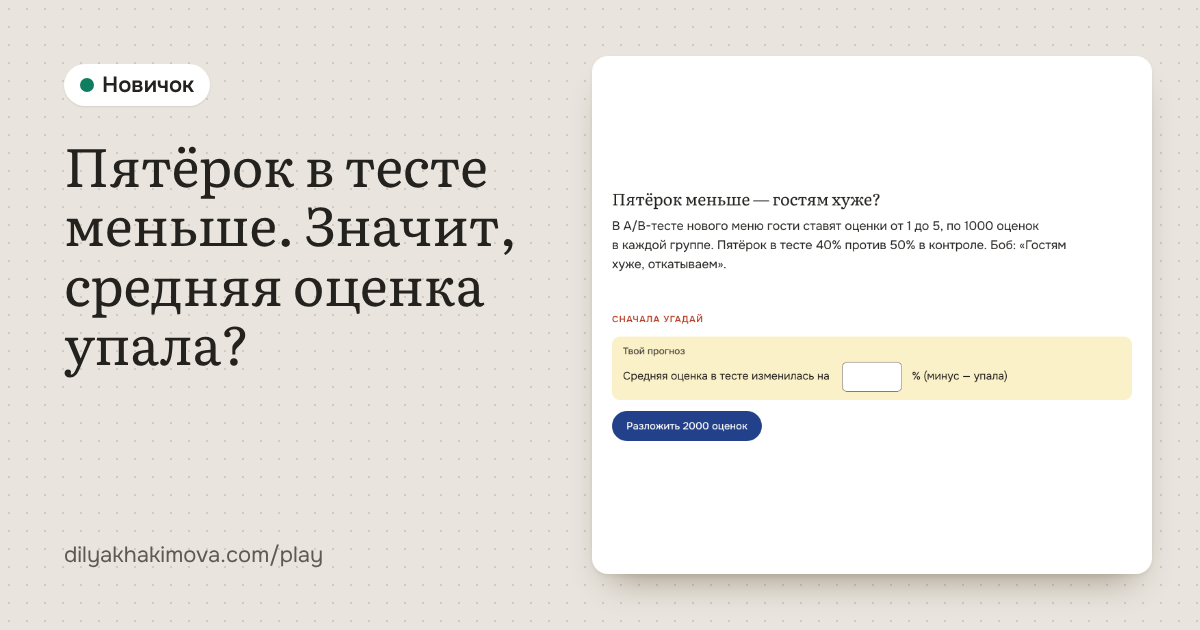 Новичок
Пятёрок в тесте
меньше. Значит,
средняя оценка
упала?
dilyakhakimova.com/play
Пятёрок меньше — гостям хуже?
В A/B-тесте нового меню гости ставят оценки от 1 до 5, по 1000 оценок
в каждой группе. Пятёрок в тесте 40% против 50% в контроле. Боб: «Гостям
хуже, откатываем».
СНАЧАЛА УГАДАЙ
Твой прогноз
Средняя оценка в тесте изменилась на % (минус — упала)
Разложить 2000 оценок